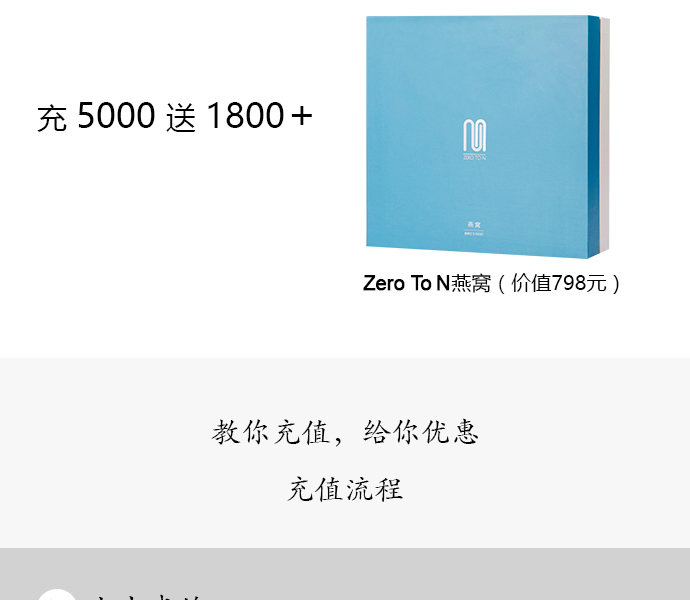 充 5000 送 1800+
ZERO TO N
燕窝
Zero To N燕窝（价值798元）
教你充值，给你优惠
充值流程